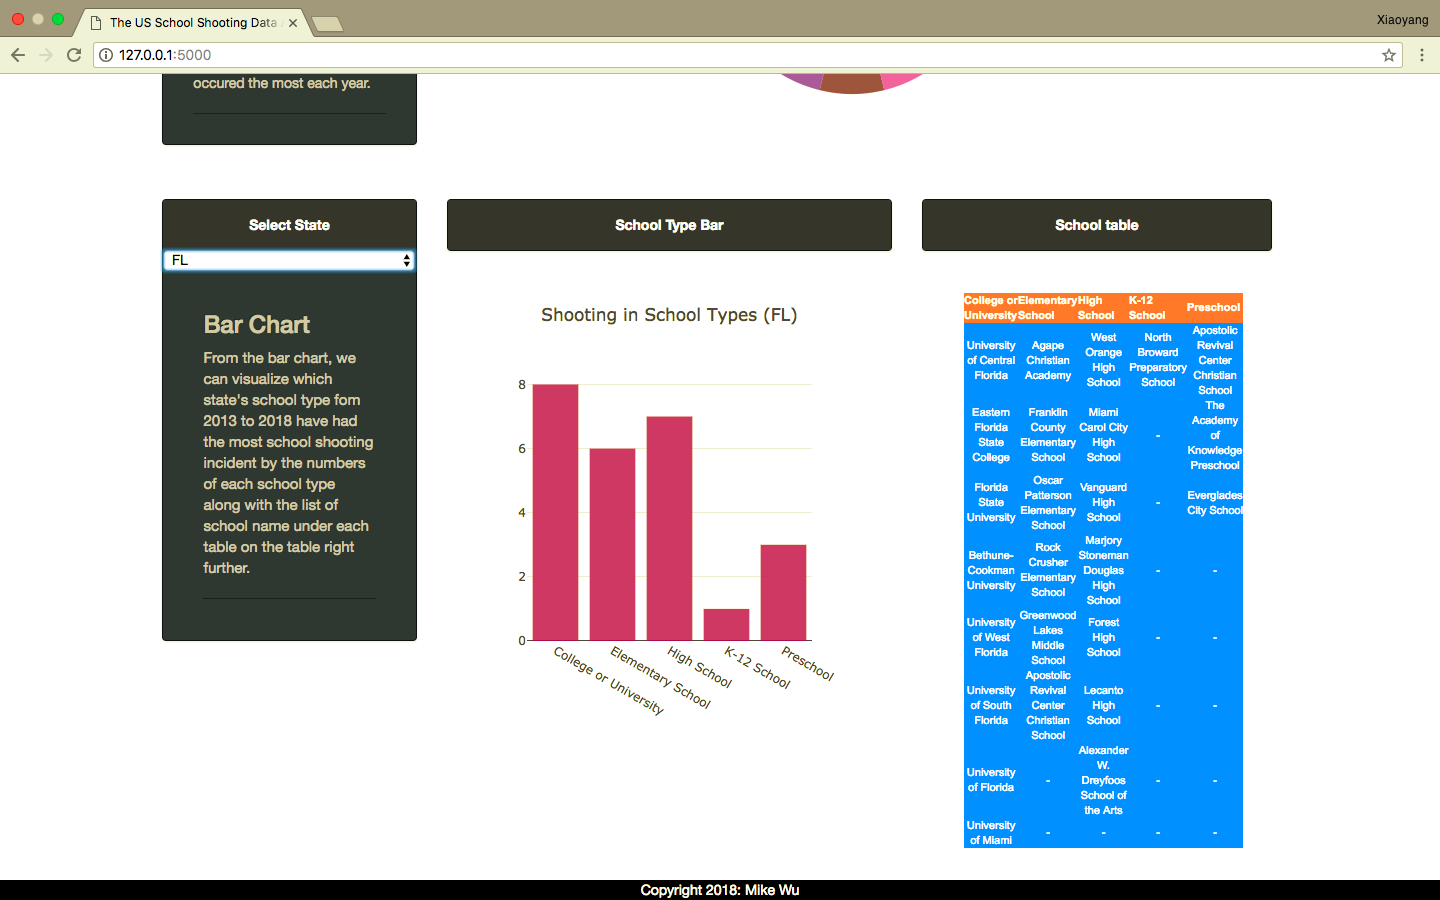 The US School Shooting Data
Xiaoyang
127.0.0.1:5000
occured the most each year.
Select State
FL
Bar Chart
From the bar chart, we
can visualize which
state's school type fom
2013 to 2018 have had
the most school shooting
incident by the numbers
of each school type
along with the list of
school name under each
table on the table right
further.
School Type Bar
Shooting in School Types (FL)
8
6
4
2
0
College or University
Elementary School
High School
K-12 School
Preschool
School table
College or University Elementary School High School K-12 School Preschool
University of Central Florida Agape Christian Academy West Orange High School North Broward Preparatory School Apostolic Revival Center Christian School
Eastern Florida State College Franklin County Elementary School Miami Carol City High School - The Academy of Knowledge Preschool
Florida State University Oscar Patterson Elementary School Vanguard High School - Everglades City School
Bethune-Cookman University Rock Crusher Elementary School Marjory Stoneman Douglas High School - -
University of West Florida Greenwood Lakes Middle School Forest High School - -
University of South Florida Apostolic Revival Center Christian School Lecanto High School - -
University of Florida - Alexander W. Dreyfoos School of the Arts - -
University of Miami - - - -
Copyright 2018: Mike Wu